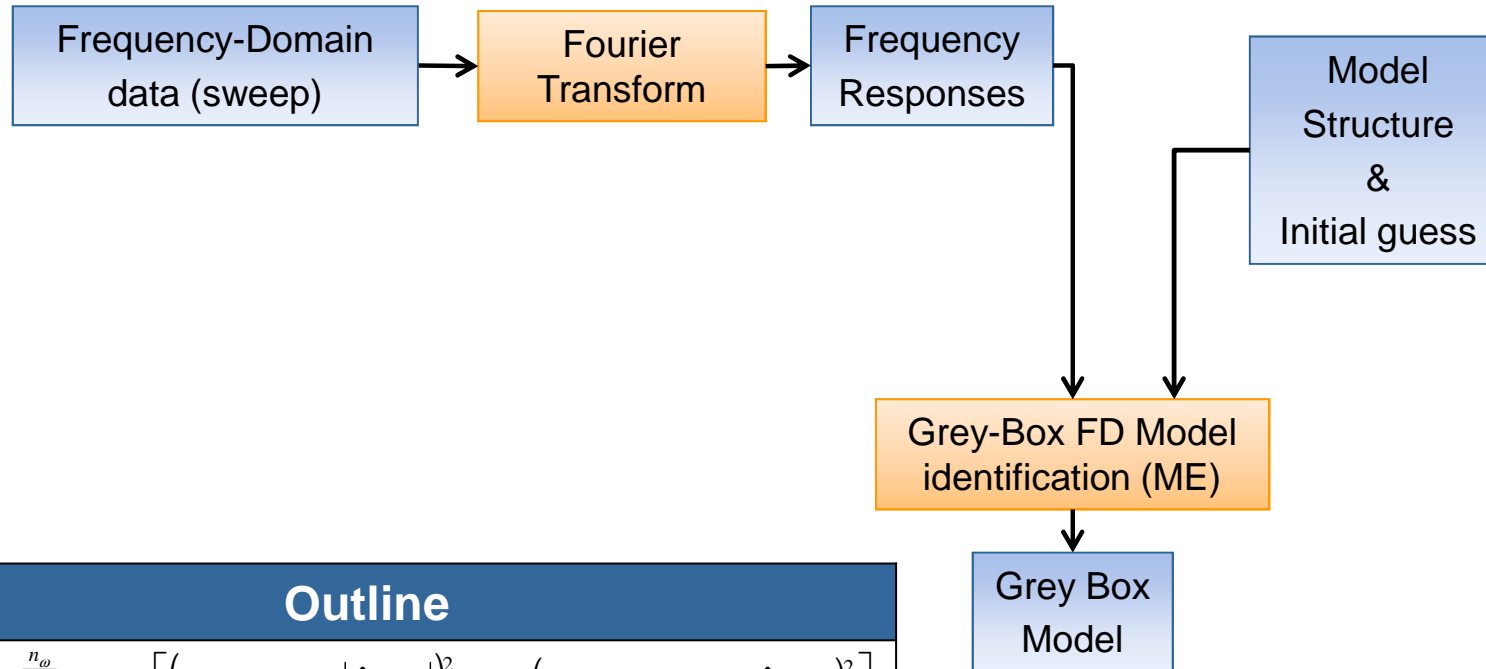 Frequency-Domain
data (sweep)
Fourier
Transform
Frequency
Responses
Model
Structure
&
Initial guess
Grey-Box FD Model
identification (ME)
Grey Box
Model
Outline